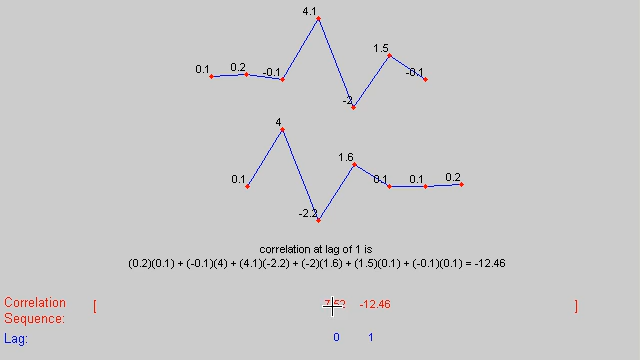 4.1
1.5
0.1 0.2 -0.1 -0.1
-2
4
1.6
0.1 0.1 0.1 0.2
-2.2
correlation at lag of 1 is
(0.2)(0.1) + (-0.1)(4) + (4.1)(-2.2) + (-2)(1.6) + (1.5)(0.1) + (-0.1)(0.1) = -12.46
Correlation [ -12.46 ]
Sequence:
Lag: 0 1